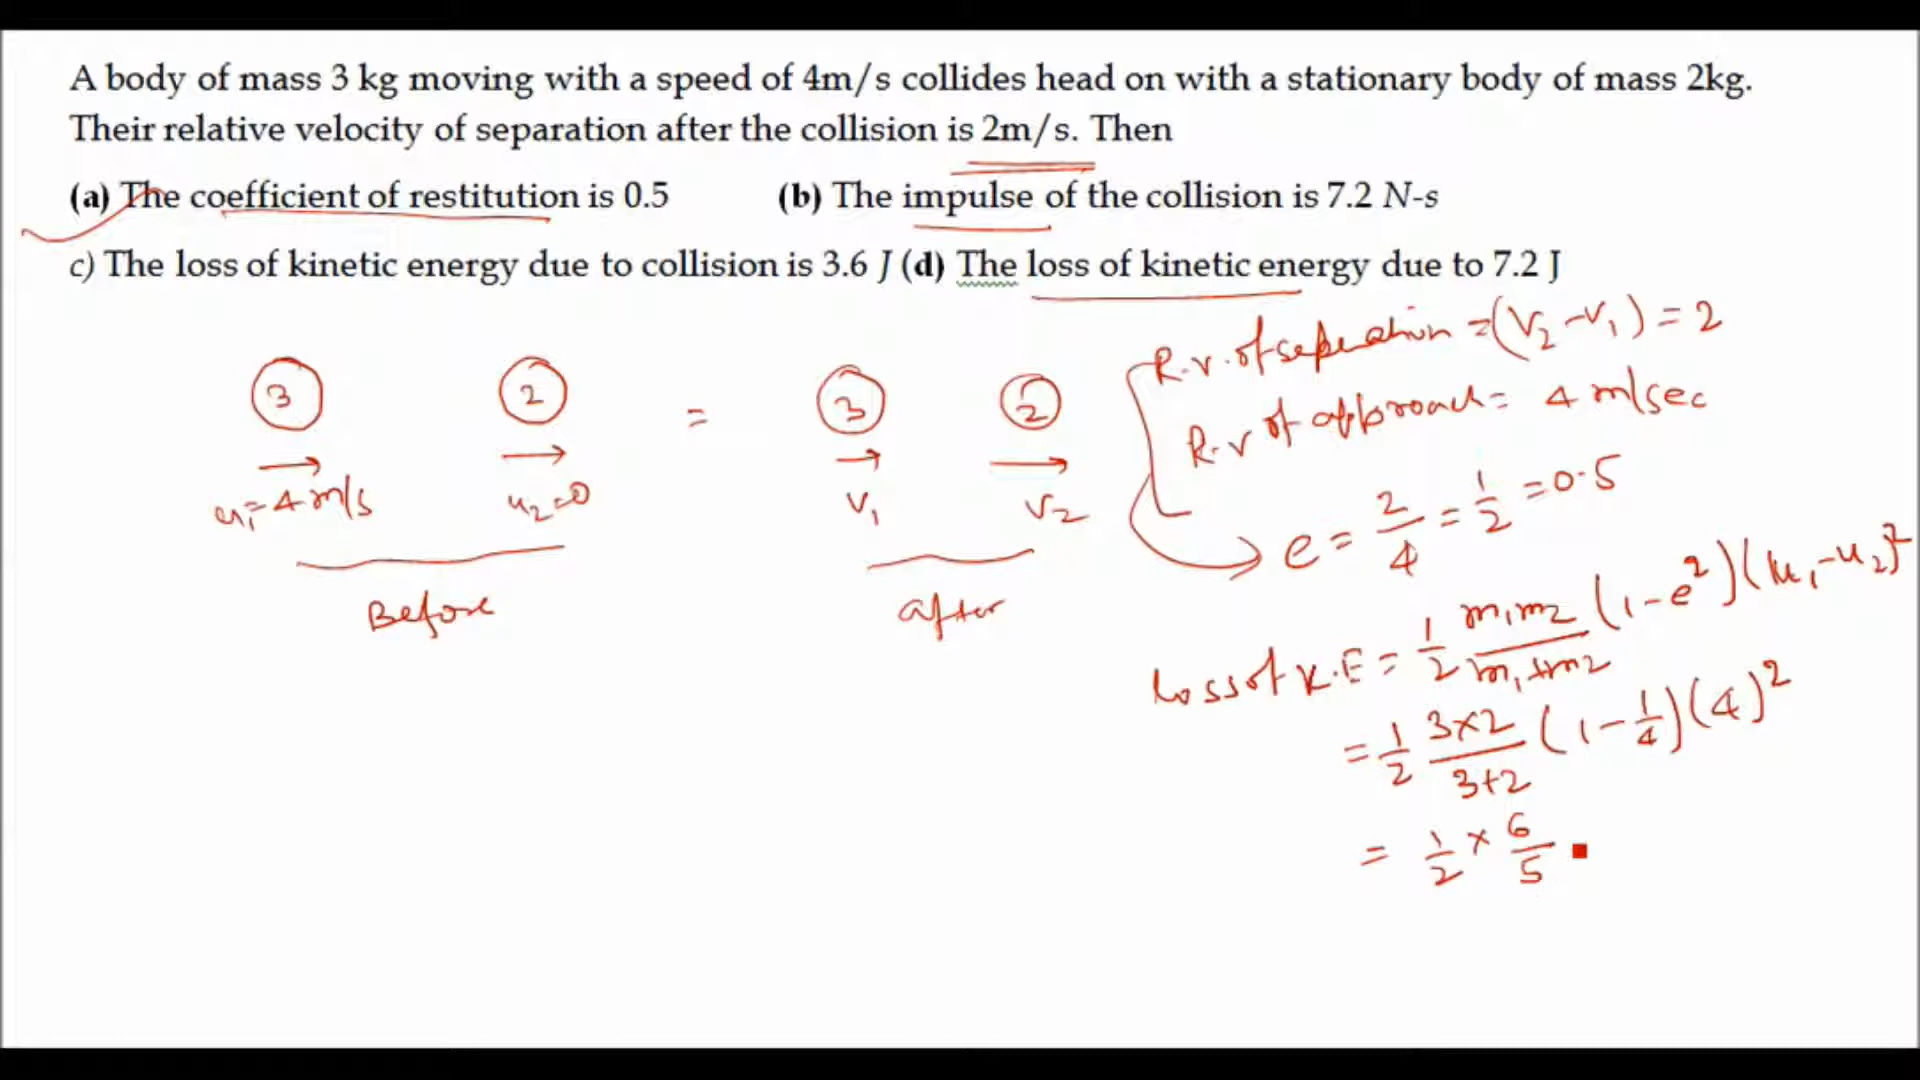 A body of mass 3 kg moving with a speed of 4m/s collides head on with a stationary body of mass 2kg.
Their relative velocity of separation after the collision is 2m/s. Then
(a) The coefficient of restitution is 0.5 (b) The impulse of the collision is 7.2 N-s
c) The loss of kinetic energy due to collision is 3.6 J (d) The loss of kinetic energy due to 7.2 J
R.v. of separation = (v₂ - v₁) = 2
3 2 = 3 2
R.v of approach = 4 m/sec
u₁ = 4 m/s u₂ = 0 v₁ v₂
e = 2/4 = 1/2 = 0.5
Before after
Loss of K.E = 1/2 m₁m₂/m₁+m₂ (1-e²)(u₁-u₂)²
= 1/2 3×2/3+2 (1-1/4)(4)²
= 1/2 × 6/5